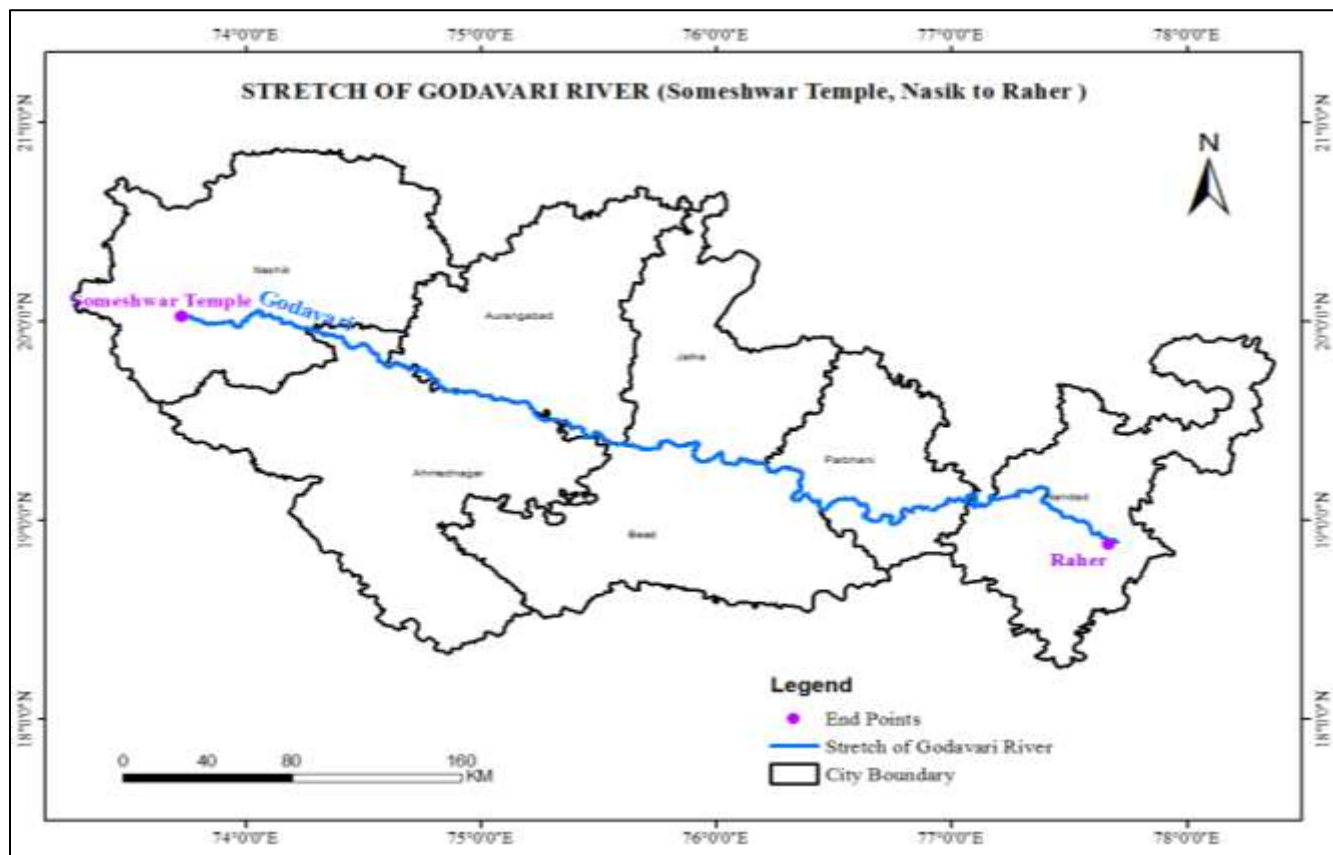 74°0'0"E 75°0'0"E 76°0'0"E 77°0'0"E 78°0'0"E
STRETCH OF GODAVARI RIVER (Someshwar Temple, Nasik to Raher )
21°0'0"N 21°0'0"N
N
Nashik
Someshwar Temple
Godavari
20°0'0"N 20°0'0"N
Aurangabad
Jalna
Parbhani
Ahmednagar
Nanded
19°0'0"N 19°0'0"N
Beed
Raher
Legend
End Points
18°0'0"N 18°0'0"N
Stretch of Godavari River
City Boundary
0 40 80 160
KM
74°0'0"E 75°0'0"E 76°0'0"E 77°0'0"E 78°0'0"E